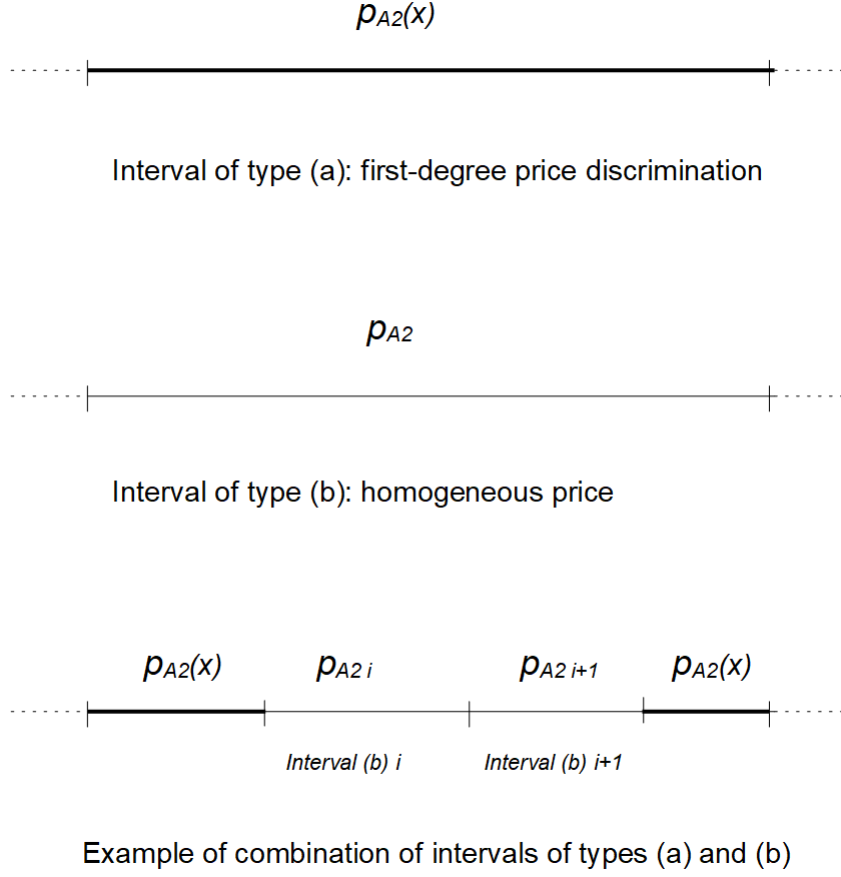 pA2(x)
Interval of type (a): first-degree price discrimination
pA2
Interval of type (b): homogeneous price
pA2(x) pA2 i pA2 i+1 pA2(x)
Interval (b) i Interval (b) i+1
Example of combination of intervals of types (a) and (b)